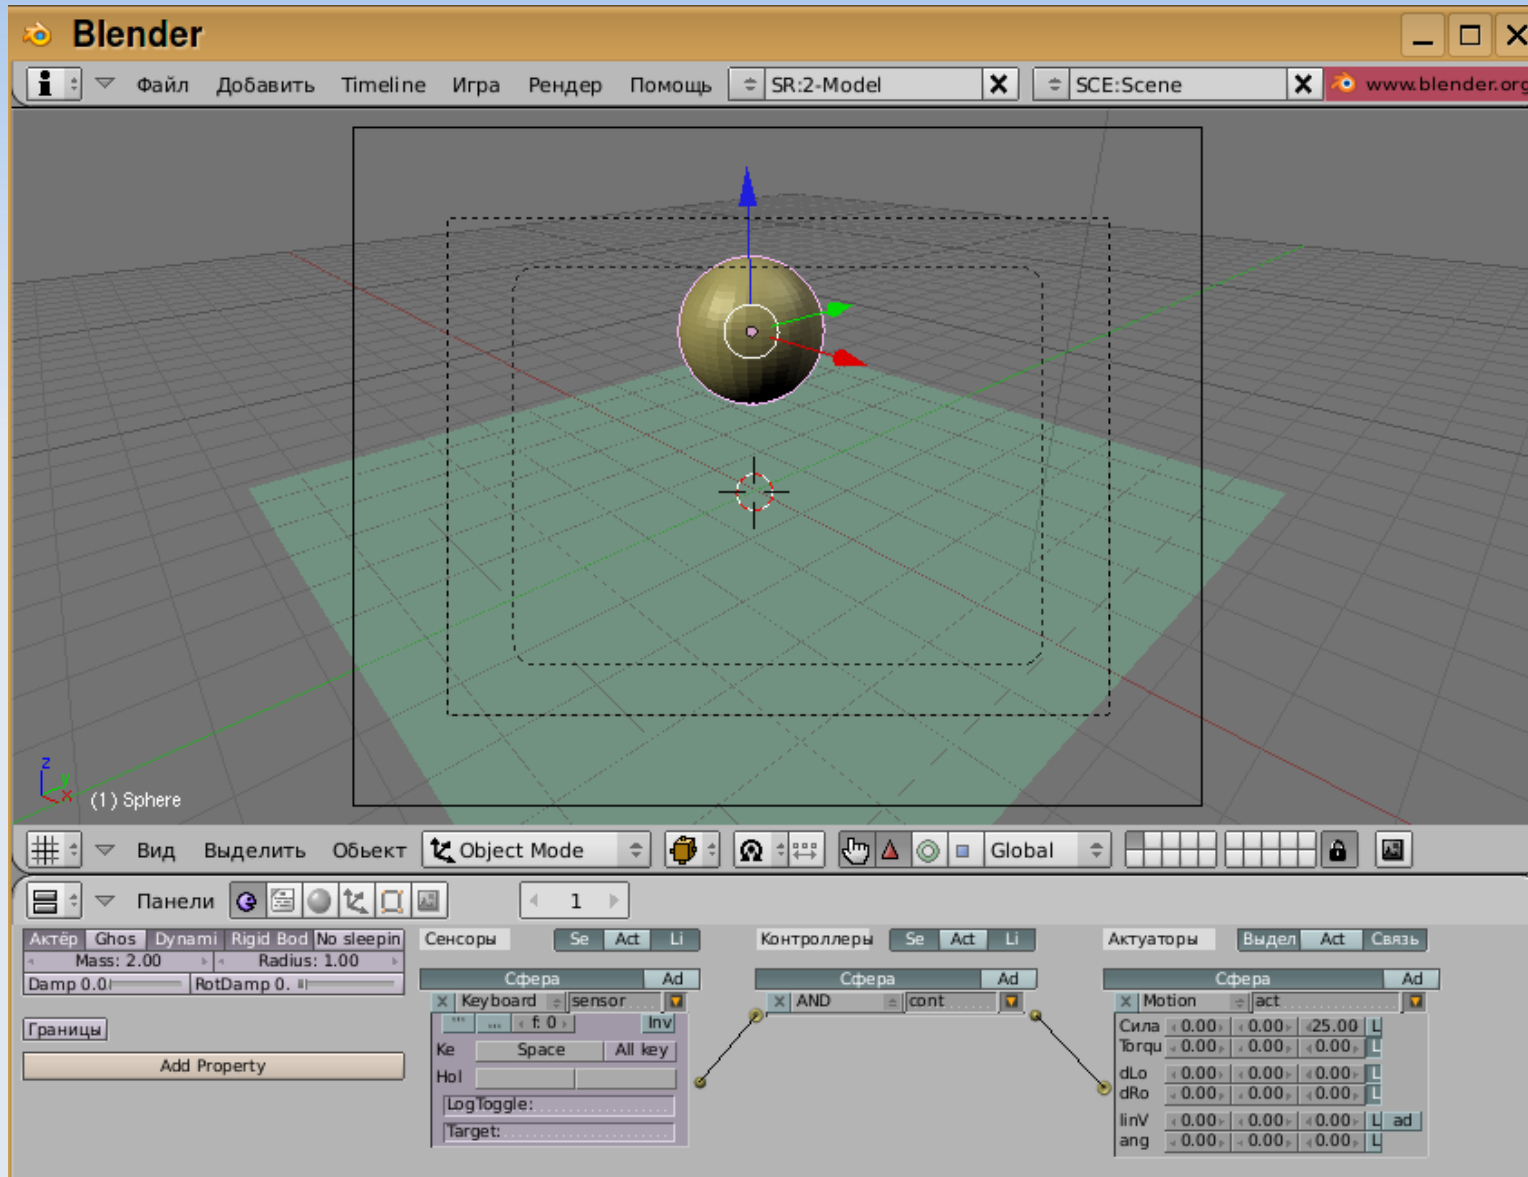 Blender
Файл Добавить Timeline Игра Рендер Помощь SR:2-Model SCE:Scene www.blender.org
z
y
x
(1) Sphere
Вид Выделить Объект Object Mode Global
Панели 1
Актёр Ghos Dynami Rigid Bod No sleepin Сенсоры Se Act Li Контроллеры Se Act Li Актуаторы Выдел Act Связь
Mass: 2.00 Radius: 1.00
Damp 0.0 RotDamp 0. Сфера Ad Сфера Ad Сфера Ad
X Keyboard sensor X AND cont X Motion act
f: 0 Inv
Границы
Ke Space All key
Hol
LogToggle:
Target:
Add Property
Сила 0.00 0.00 25.00 L
Torqu 0.00 0.00 0.00 L
dLo 0.00 0.00 0.00 L
dRo 0.00 0.00 0.00 L
linV 0.00 0.00 0.00 L ad
ang 0.00 0.00 0.00 L